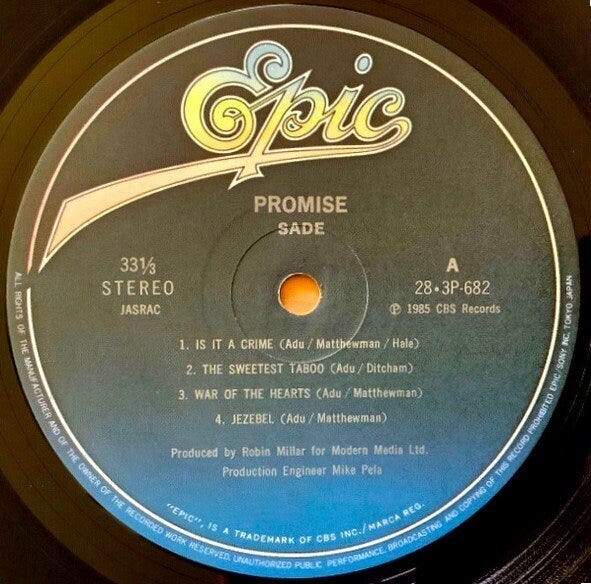 Epic
PROMISE
SADE
33⅓
STEREO
JASRAC
A
28•3P-682
℗ 1985 CBS Records
1. IS IT A CRIME (Adu / Matthewman / Hale)
2. THE SWEETEST TABOO (Adu / Ditcham)
3. WAR OF THE HEARTS (Adu / Matthewman)
4. JEZEBEL (Adu / Matthewman)
Produced by Robin Millar for Modern Media Ltd.
Production Engineer Mike Pela
"EPIC", IS A TRADEMARK OF CBS INC./MARCA REG.
ALL RIGHTS OF THE MANUFACTURER AND OF THE OWNER OF THE RECORDED WORK RESERVED. UNAUTHORIZED PUBLIC PERFORMANCE, BROADCASTING AND COPYING OF THIS RECORD PROHIBITED EPIC/SONY INC. TOKYO JAPAN